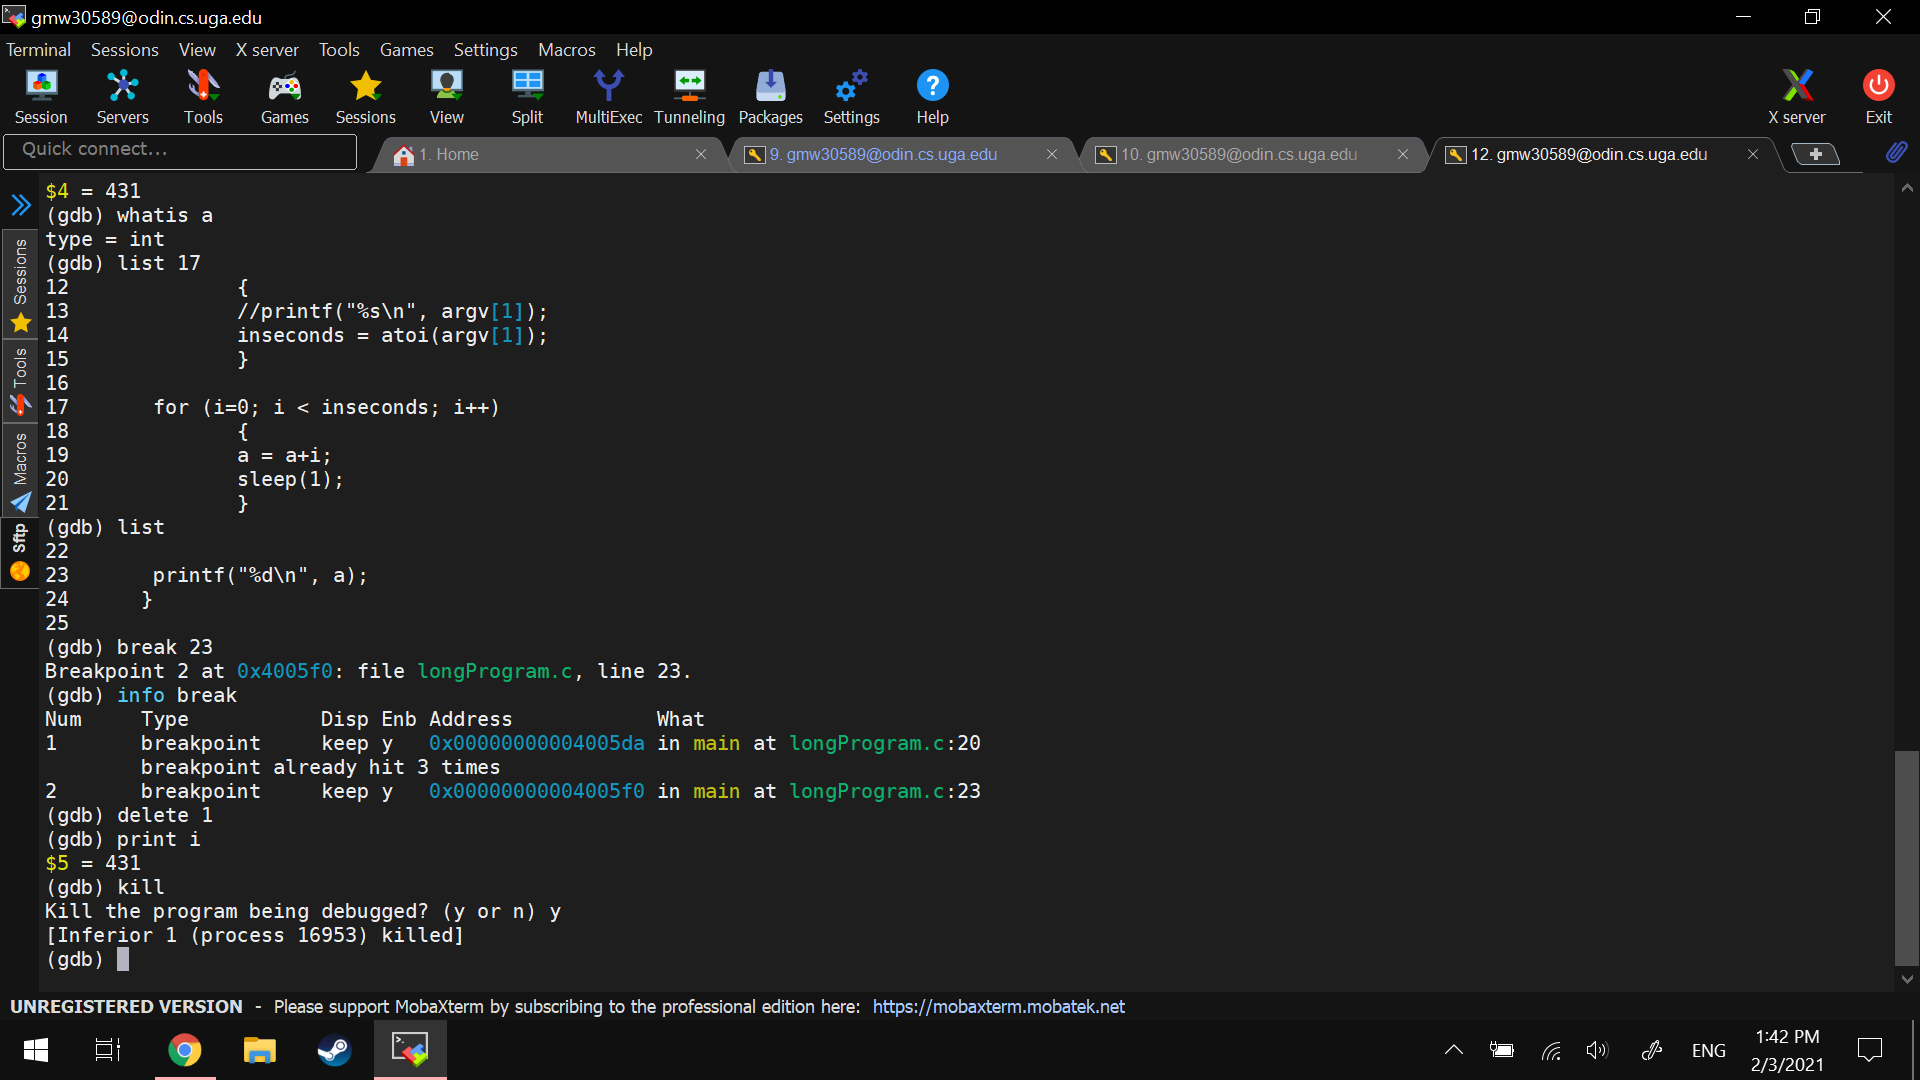 gmw30589@odin.cs.uga.edu
Terminal Sessions View X server Tools Games Settings Macros Help
Session Servers Tools Games Sessions View Split MultiExec Tunneling Packages Settings Help X server Exit
Quick connect... 1. Home 9. gmw30589@odin.cs.uga.edu 10. gmw30589@odin.cs.uga.edu 12. gmw30589@odin.cs.uga.edu
Sessions
Tools
Macros
Sftp
$4 = 431
(gdb) whatis a
type = int
(gdb) list 17
12 {
13 //printf("%s\n", argv[1]);
14 inseconds = atoi(argv[1]);
15 }
16
17 for (i=0; i < inseconds; i++)
18 {
19 a = a+i;
20 sleep(1);
21 }
(gdb) list
22
23 printf("%d\n", a);
24 }
25
(gdb) break 23
Breakpoint 2 at 0x4005f0: file longProgram.c, line 23.
(gdb) info break
Num Type Disp Enb Address What
1 breakpoint keep y 0x00000000004005da in main at longProgram.c:20
breakpoint already hit 3 times
2 breakpoint keep y 0x00000000004005f0 in main at longProgram.c:23
(gdb) delete 1
(gdb) print i
$5 = 431
(gdb) kill
Kill the program being debugged? (y or n) y
[Inferior 1 (process 16953) killed]
(gdb)
UNREGISTERED VERSION - Please support MobaXterm by subscribing to the professional edition here: https://mobaxterm.mobatek.net
ENG
1:42 PM
2/3/2021